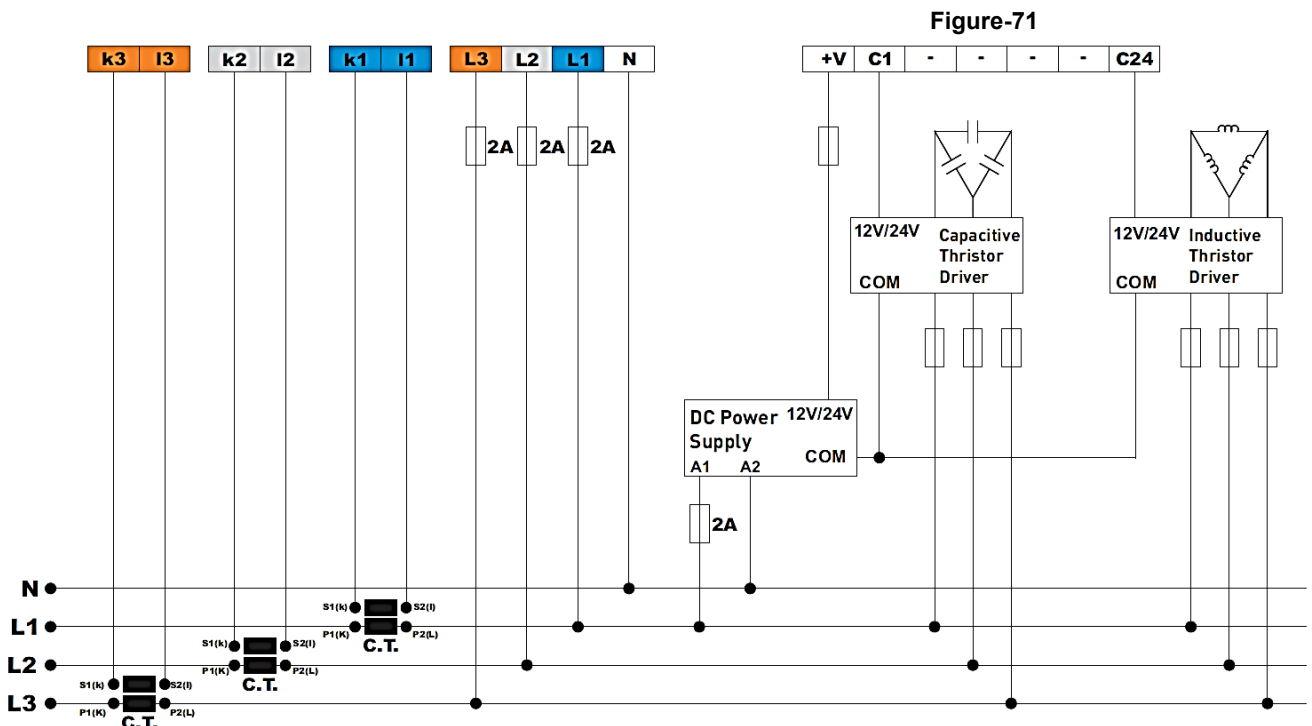 Figure-71
k3 l3 k2 l2 k1 l1 L3 L2 L1 N +V C1 - - - - C24
2A 2A 2A
12V/24V Capacitive
Thristor
Driver
COM
12V/24V Inductive
Thristor
Driver
COM
DC Power 12V/24V
Supply
COM
A1 A2
2A
N
S1(k) S2(l)
L1
P1(K) P2(L)
C.T.
S1(k) S2(l)
L2
P1(K) P2(L)
C.T.
S1(k) S2(l)
L3
P1(K) P2(L)
C.T.